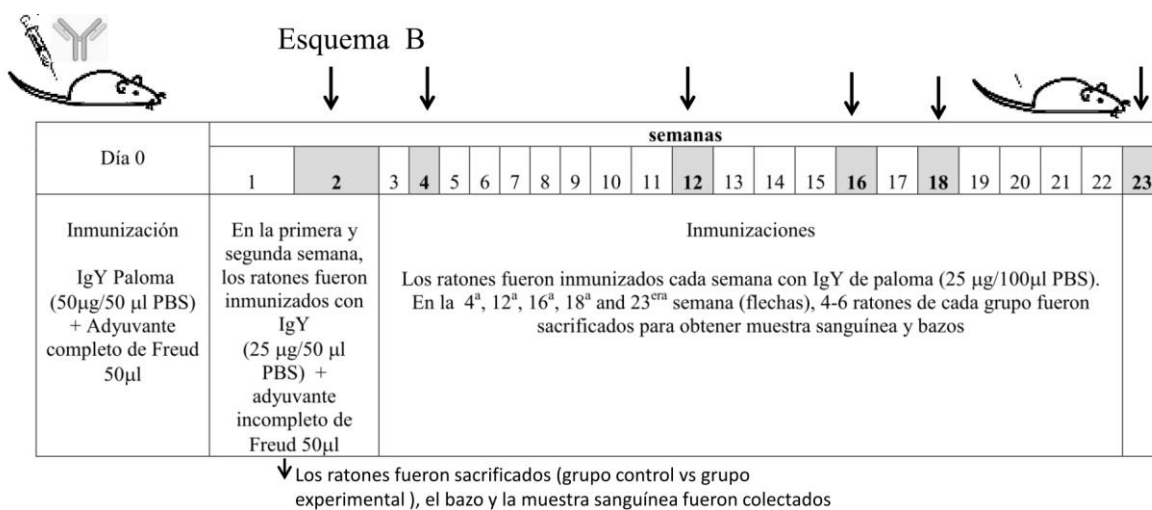 Esquema B
Día 0
semanas
1 2 3 4 5 6 7 8 9 10 11 12 13 14 15 16 17 18 19 20 21 22 23
Inmunización
IgY Paloma
(50µg/50 µl PBS)
+ Adyuvante
completo de Freud
50µl
En la primera y
segunda semana,
los ratones fueron
inmunizados con
IgY
(25 µg/50 µl
PBS) +
adyuvante
incompleto de
Freud 50µl
Inmunizaciones
Los ratones fueron inmunizados cada semana con IgY de paloma (25 µg/100µl PBS).
En la 4ª, 12ª, 16ª, 18ª and 23ᵉʳᵃ semana (flechas), 4-6 ratones de cada grupo fueron
sacrificados para obtener muestra sanguínea y bazos
Los ratones fueron sacrificados (grupo control vs grupo
experimental ), el bazo y la muestra sanguínea fueron colectados